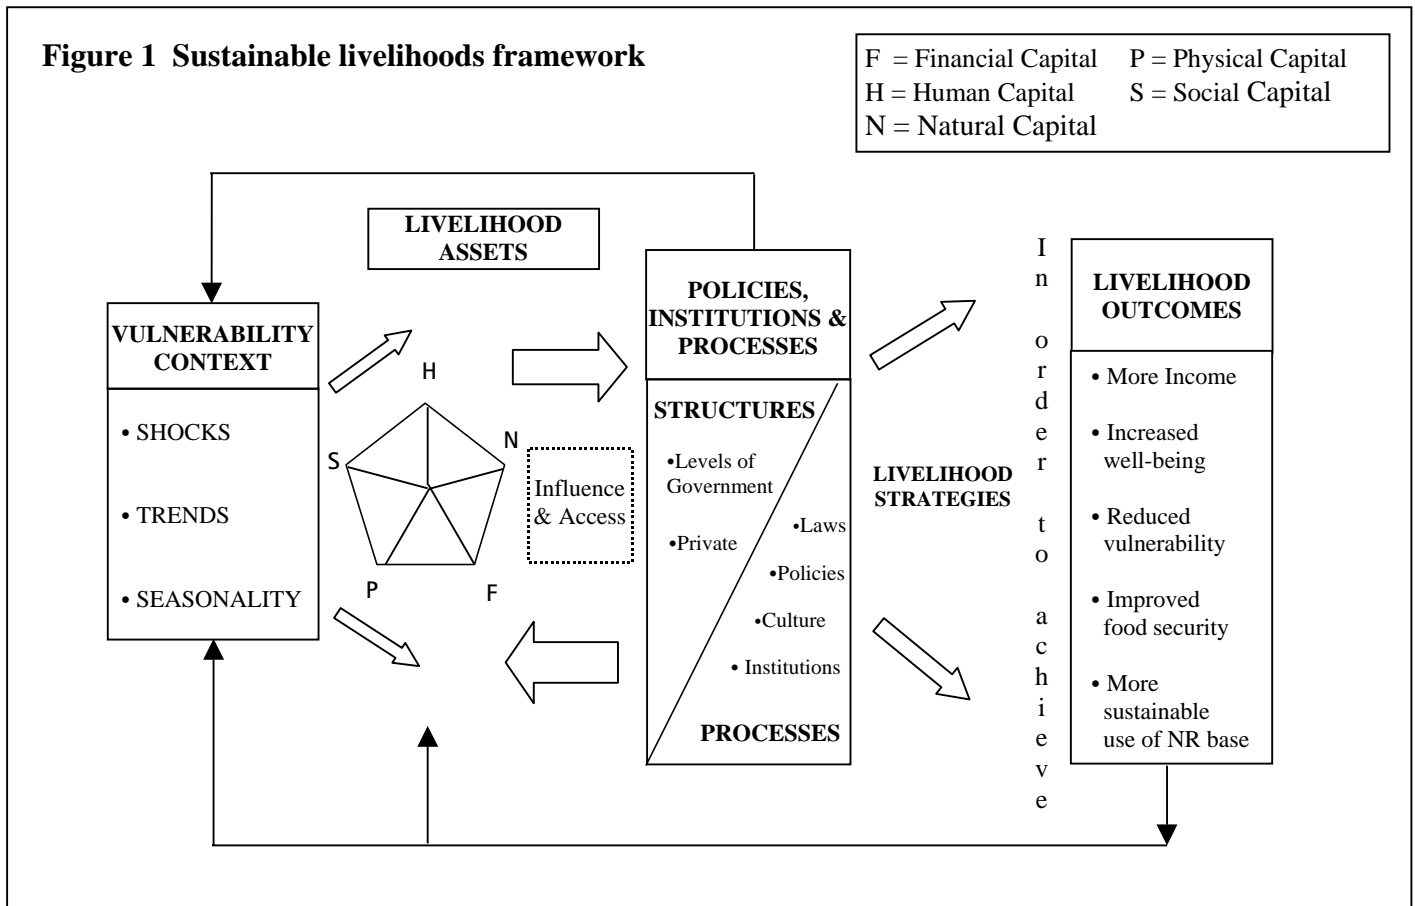 Figure 1 Sustainable livelihoods framework
F = Financial Capital P = Physical Capital
H = Human Capital S = Social Capital
N = Natural Capital
LIVELIHOOD
ASSETS
VULNERABILITY
CONTEXT
• SHOCKS
• TRENDS
• SEASONALITY
H
N
S
P
F
Influence
& Access
POLICIES,
INSTITUTIONS &
PROCESSES
STRUCTURES
•Levels of
Government
•Private
•Laws
•Policies
•Culture
• Institutions
PROCESSES
LIVELIHOOD
STRATEGIES
In order to achieve
LIVELIHOOD
OUTCOMES
• More Income
• Increased
well-being
• Reduced
vulnerability
• Improved
food security
• More
sustainable
use of NR base